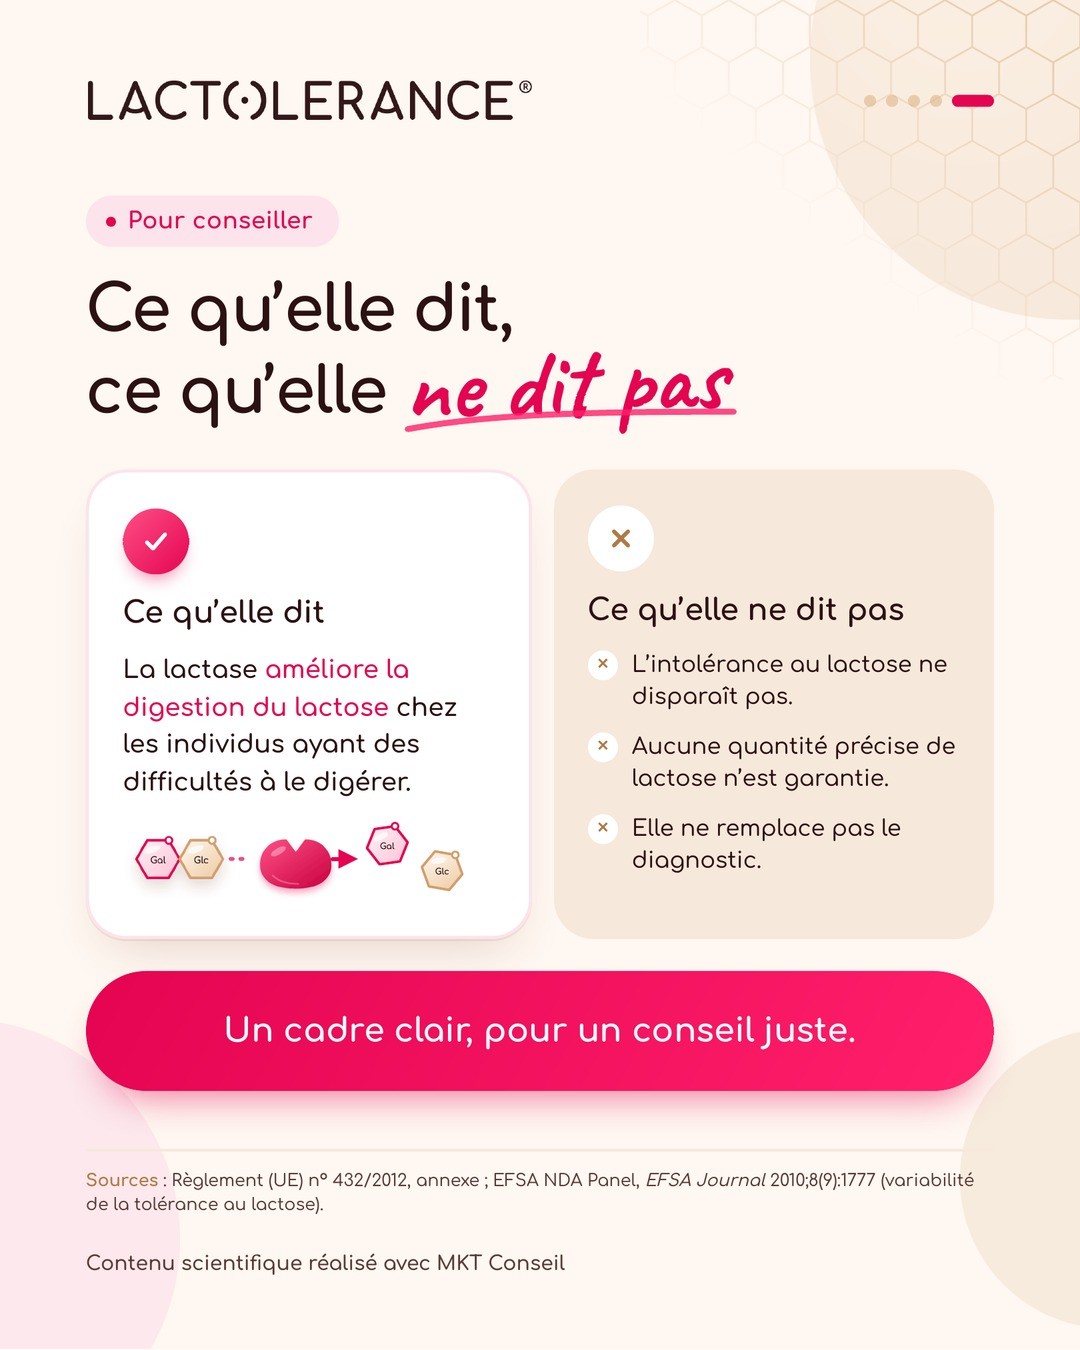 LACTOLERANCE®
Pour conseiller
Ce qu’elle dit,
ce qu’elle ne dit pas
Ce qu’elle dit
La lactase améliore la
digestion du lactose chez
les individus ayant des
difficultés à le digérer.
Gal Glc Gal Glc
Ce qu’elle ne dit pas
L’intolérance au lactose ne
disparaît pas.
Aucune quantité précise de
lactose n’est garantie.
Elle ne remplace pas le
diagnostic.
Un cadre clair, pour un conseil juste.
Sources : Règlement (UE) n° 432/2012, annexe ; EFSA NDA Panel, EFSA Journal 2010;8(9):1777 (variabilité
de la tolérance au lactose).
Contenu scientifique réalisé avec MKT Conseil